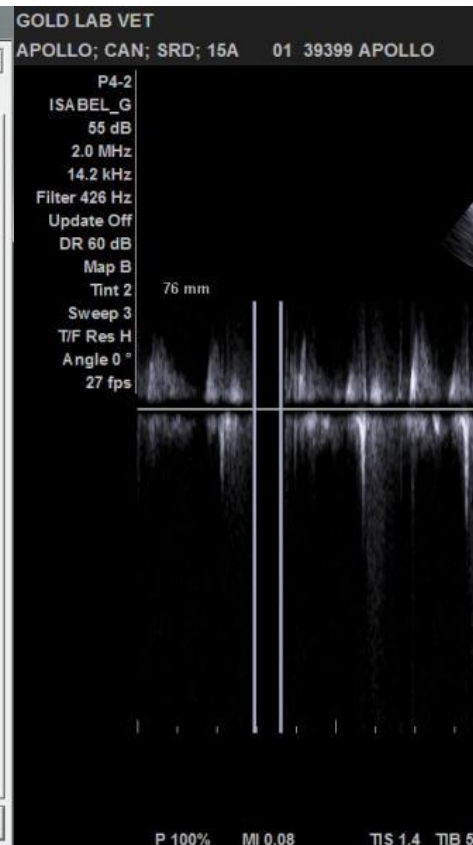 GOLD LAB VET
APOLLO; CAN; SRD; 15A 01 39399 APOLLO
P4-2
ISABEL_G
55 dB
2.0 MHz
14.2 kHz
Filter 426 Hz
Update Off
DR 60 dB
Map B
Tint 2
76 mm
Sweep 3
T/F Res H
Angle 0 °
27 fps
P 100% MI 0.08 TIS 1.4 TIB 5